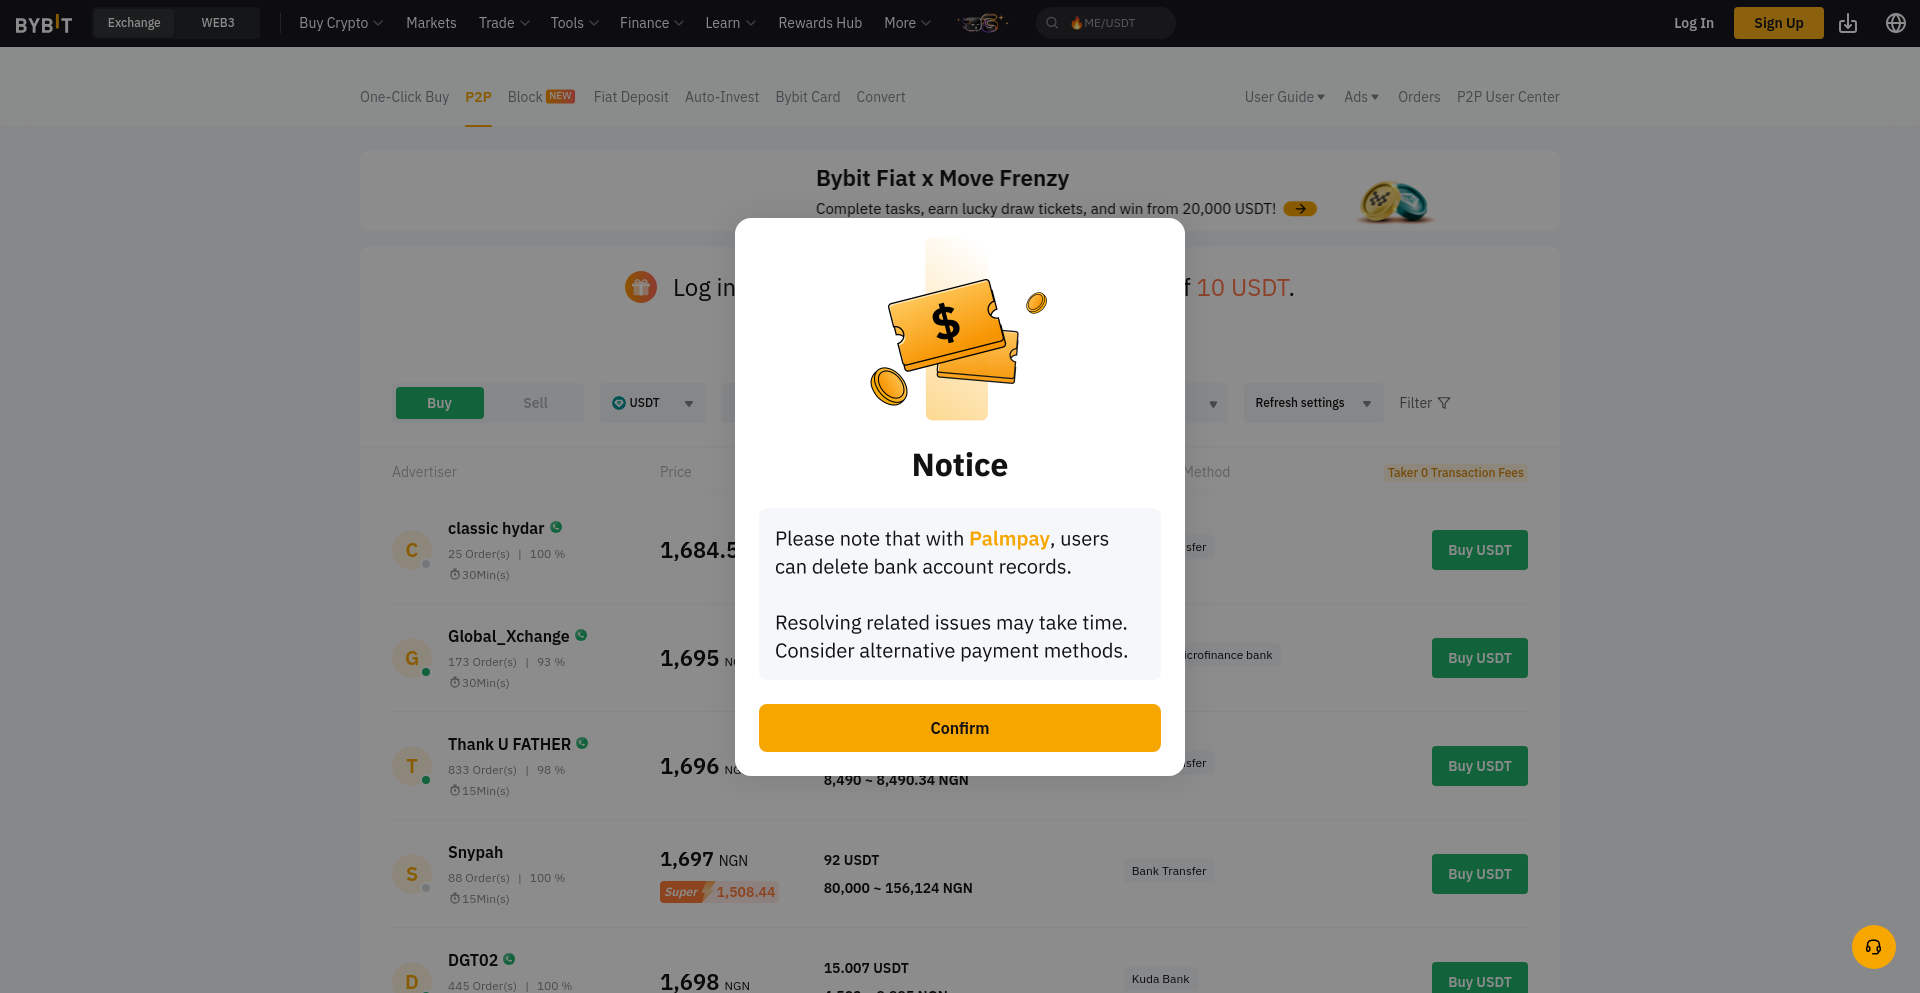 BYBIT
Exchange
WEB3
Buy Crypto
Markets
Trade
Tools
Finance
Learn
Rewards Hub
More
ME/USDT
Log In
Sign Up
One-Click Buy
P2P
Block NEW
Fiat Deposit
Auto-Invest
Bybit Card
Convert
User Guide
Ads
Orders
P2P User Center
Bybit Fiat x Move Frenzy
Complete tasks, earn lucky draw tickets, and win from 20,000 USDT!
Log in
10 USDT.
Buy
Sell
USDT
Refresh settings
Filter
Advertiser
Price
Method
Taker 0 Transaction Fees
C
classic hydar
25 Order(s) | 100 %
30Min(s)
1,684.5
Buy USDT
G
Global_Xchange
173 Order(s) | 93 %
30Min(s)
1,695
icrofinance bank
Buy USDT
T
Thank U FATHER
833 Order(s) | 98 %
15Min(s)
1,696
8,490 ~ 8,490.34 NGN
Buy USDT
S
Snypah
88 Order(s) | 100 %
15Min(s)
1,697 NGN
Super 1,508.44
92 USDT
80,000 ~ 156,124 NGN
Bank Transfer
Buy USDT
D
DGT02
445 Order(s) | 100 %
1,698 NGN
15.007 USDT
Kuda Bank
Buy USDT
$
Notice
Please note that with Palmpay, users
can delete bank account records.
Resolving related issues may take time.
Consider alternative payment methods.
Confirm